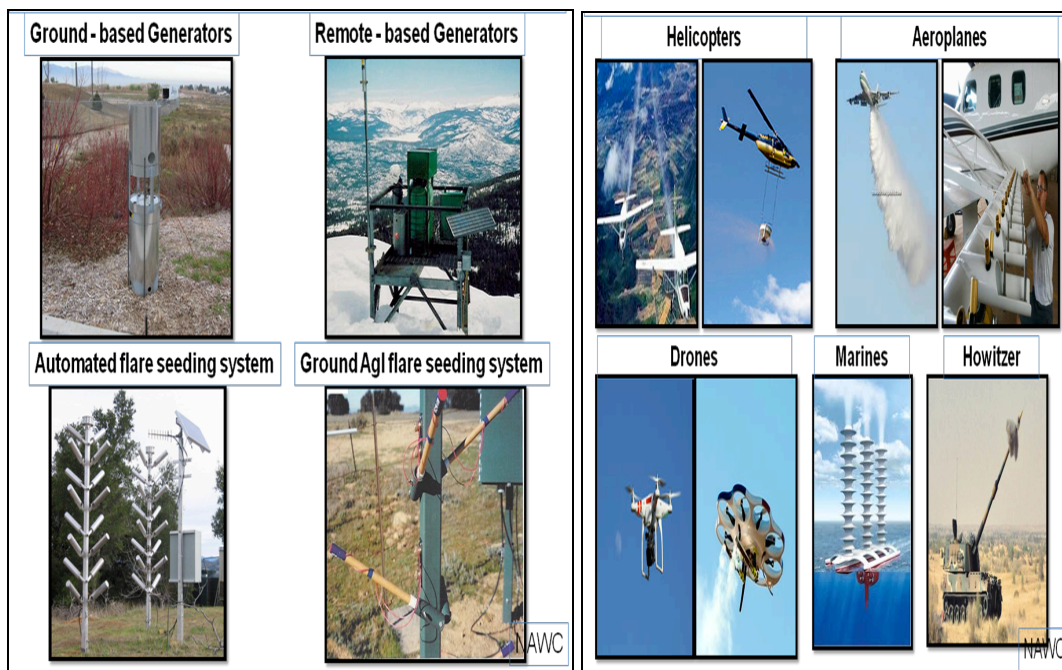 Ground - based Generators
Remote - based Generators
Automated flare seeding system
Ground Agl flare seeding system
NAWC
Helicopters
Aeroplanes
Drones
Marines
Howitzer
NAWC